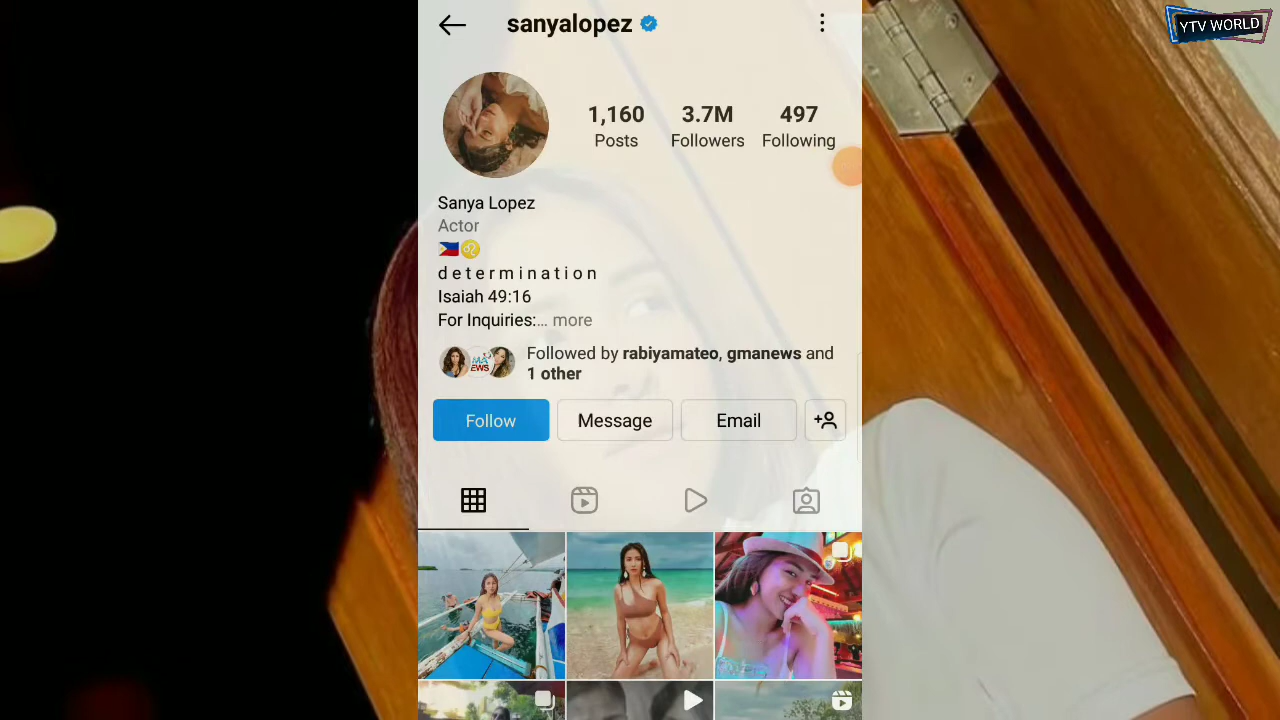 sanyalopez
YTV WORLD
1,160 3.7M 497
Posts Followers Following
Sanya Lopez
Actor
determination
Isaiah 49:16
For Inquiries:... more
Followed by rabiyamateo, gmanews and
1 other
Follow Message Email